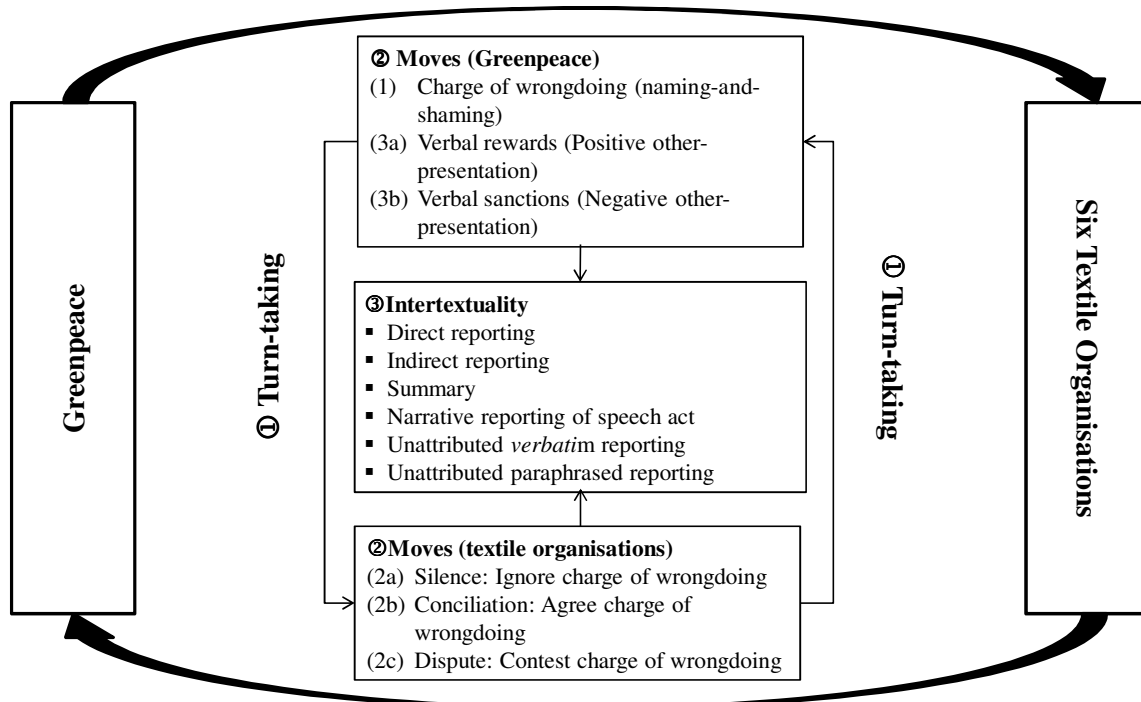 Greenpeace
① Turn-taking
② Moves (Greenpeace)
(1) Charge of wrongdoing (naming-and-
shaming)
(3a) Verbal rewards (Positive other-
presentation)
(3b) Verbal sanctions (Negative other-
presentation)
③Intertextuality
▪ Direct reporting
▪ Indirect reporting
▪ Summary
▪ Narrative reporting of speech act
▪ Unattributed verbatim reporting
▪ Unattributed paraphrased reporting
②Moves (textile organisations)
(2a) Silence: Ignore charge of wrongdoing
(2b) Conciliation: Agree charge of
wrongdoing
(2c) Dispute: Contest charge of wrongdoing
① Turn-taking
Six Textile Organisations